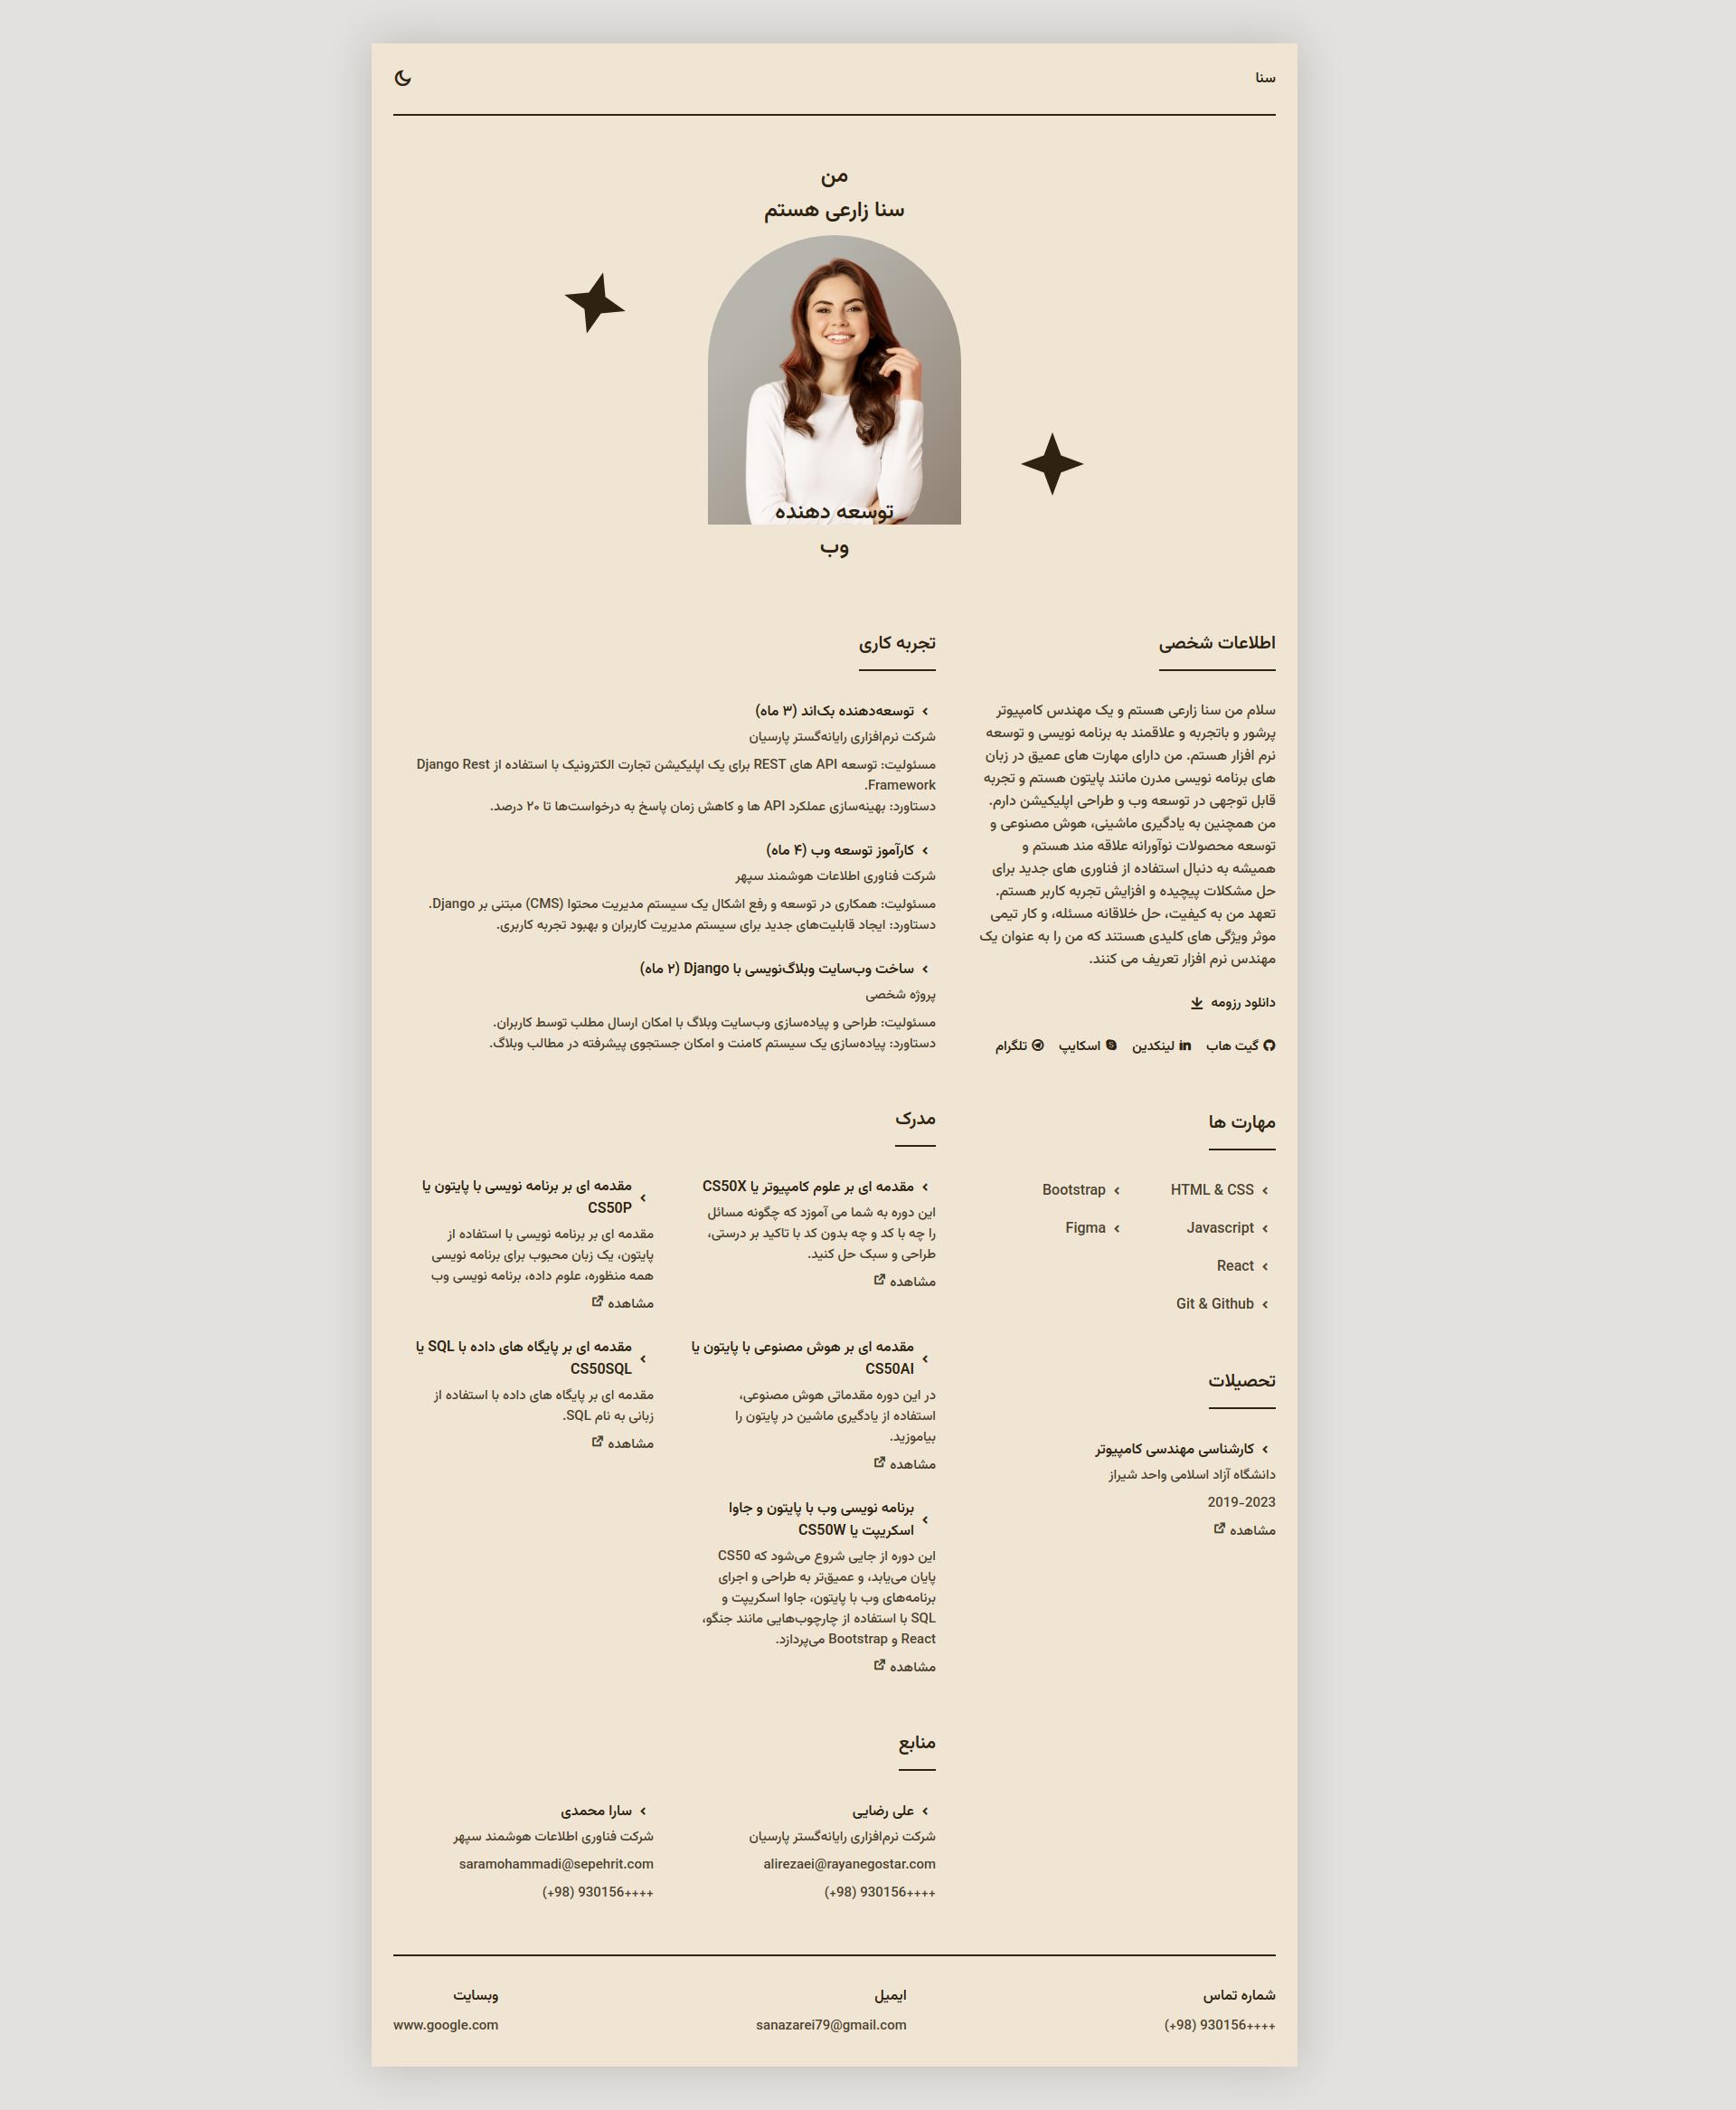 سنا
من
سنا زارعی هستم
توسعه دهنده
وب
اطلاعات شخصی
سلام من سنا زارعی هستم و یک مهندس کامپیوتر
پرشور و باتجربه و علاقمند به برنامه نویسی و توسعه
نرم افزار هستم. من دارای مهارت های عمیق در زبان
های برنامه نویسی مدرن مانند پایتون هستم و تجربه
قابل توجهی در توسعه وب و طراحی اپلیکیشن دارم.
من همچنین به یادگیری ماشینی، هوش مصنوعی و
توسعه محصولات نوآورانه علاقه مند هستم و
همیشه به دنبال استفاده از فناوری های جدید برای
حل مشکلات پیچیده و افزایش تجربه کاربر هستم.
تعهد من به کیفیت، حل خلاقانه مسئله، و کار تیمی
موثر ویژگی های کلیدی هستند که من را به عنوان یک
مهندس نرم افزار تعریف می کنند.
دانلود رزومه
گیت هاب لینکدین اسکایپ تلگرام
مهارت ها
HTML & CSS
Javascript
React
Git & Github
Bootstrap
Figma
تحصیلات
کارشناسی مهندسی کامپیوتر
دانشگاه آزاد اسلامی واحد شیراز
2019-2023
مشاهده
تجربه کاری
توسعه‌دهنده بک‌اند (۳ ماه)
شرکت نرم‌افزاری رایانه‌گستر پارسیان
مسئولیت: توسعه API های REST برای یک اپلیکیشن تجارت الکترونیک با استفاده از Django Rest
Framework.
دستاورد: بهینه‌سازی عملکرد API ها و کاهش زمان پاسخ به درخواست‌ها تا ۲۰ درصد.
کارآموز توسعه وب (۴ ماه)
شرکت فناوری اطلاعات هوشمند سپهر
مسئولیت: همکاری در توسعه و رفع اشکال یک سیستم مدیریت محتوا (CMS) مبتنی بر Django.
دستاورد: ایجاد قابلیت‌های جدید برای سیستم مدیریت کاربران و بهبود تجربه کاربری.
ساخت وب‌سایت وبلاگ‌نویسی با Django (۲ ماه)
پروژه شخصی
مسئولیت: طراحی و پیاده‌سازی وب‌سایت وبلاگ با امکان ارسال مطلب توسط کاربران.
دستاورد: پیاده‌سازی یک سیستم کامنت و امکان جستجوی پیشرفته در مطالب وبلاگ.
مدرک
مقدمه ای بر علوم کامپیوتر یا CS50X
این دوره به شما می آموزد که چگونه مسائل
را چه با کد و چه بدون کد با تاکید بر درستی،
طراحی و سبک حل کنید.
مشاهده
مقدمه ای بر برنامه نویسی با پایتون یا
CS50P
مقدمه ای بر برنامه نویسی با استفاده از
پایتون، یک زبان محبوب برای برنامه نویسی
همه منظوره، علوم داده، برنامه نویسی وب
مشاهده
مقدمه ای بر هوش مصنوعی با پایتون یا
CS50AI
در این دوره مقدماتی هوش مصنوعی،
استفاده از یادگیری ماشین در پایتون را
بیاموزید.
مشاهده
مقدمه ای بر پایگاه های داده با SQL یا
CS50SQL
مقدمه ای بر پایگاه های داده با استفاده از
زبانی به نام SQL.
مشاهده
برنامه نویسی وب با پایتون و جاوا
اسکریپت یا CS50W
این دوره از جایی شروع می‌شود که CS50
پایان می‌یابد، و عمیق‌تر به طراحی و اجرای
برنامه‌های وب با پایتون، جاوا اسکریپت و
SQL با استفاده از چارچوب‌هایی مانند جنگو،
React و Bootstrap می‌پردازد.
مشاهده
منابع
علی رضایی
شرکت نرم‌افزاری رایانه‌گستر پارسیان
alirezaei@rayanegostar.com
(+98) 930156++++
سارا محمدی
شرکت فناوری اطلاعات هوشمند سپهر
saramohammadi@sepehrit.com
(+98) 930156++++
شماره تماس
(+98) 930156++++
ایمیل
sanazarei79@gmail.com
وبسایت
www.google.com